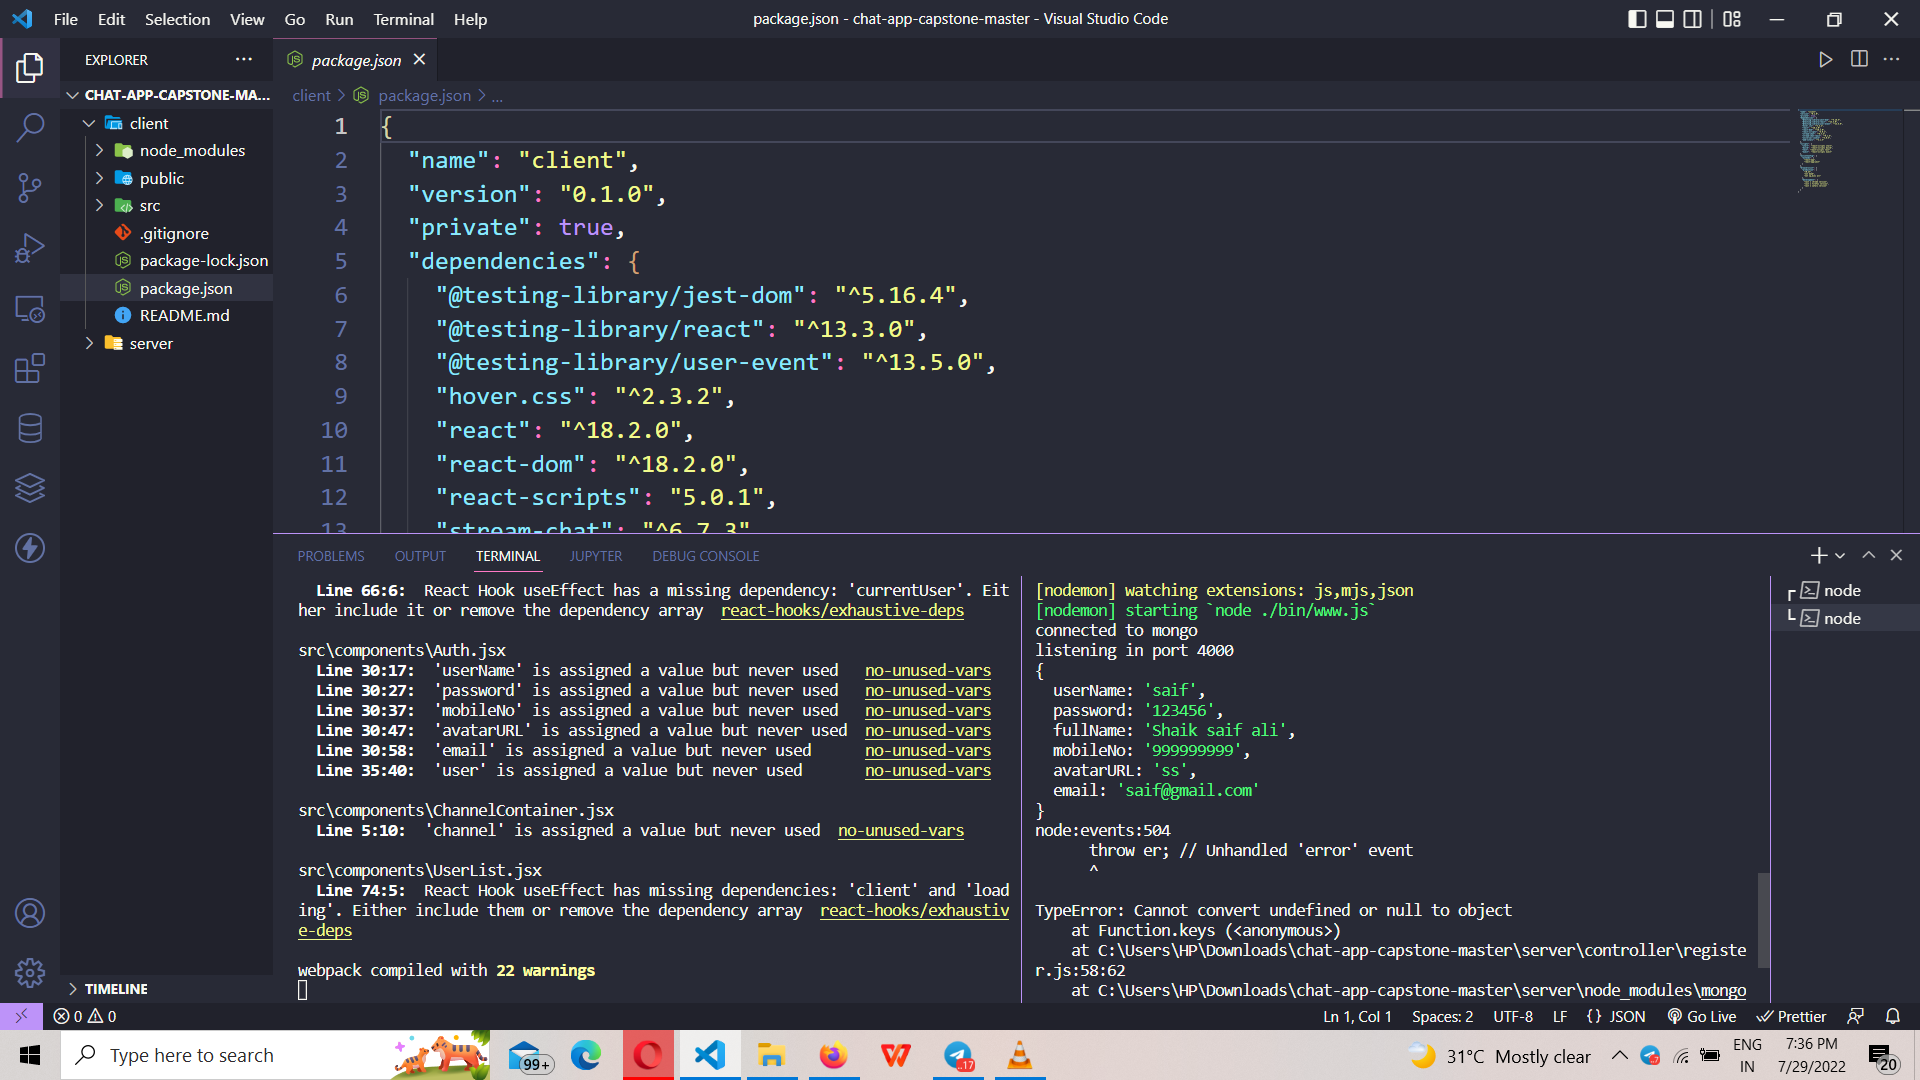 File Edit Selection View Go Run Terminal Help
package.json - chat-app-capstone-master - Visual Studio Code
EXPLORER
CHAT-APP-CAPSTONE-MA...
client
node_modules
public
src
.gitignore
package-lock.json
package.json
README.md
server
TIMELINE
package.json
client > package.json > ...
1 {
2 "name": "client",
3 "version": "0.1.0",
4 "private": true,
5 "dependencies": {
6 "@testing-library/jest-dom": "^5.16.4",
7 "@testing-library/react": "^13.3.0",
8 "@testing-library/user-event": "^13.5.0",
9 "hover.css": "^2.3.2",
10 "react": "^18.2.0",
11 "react-dom": "^18.2.0",
12 "react-scripts": "5.0.1",
13 "stream-chat": "^6.7.3"
PROBLEMS OUTPUT TERMINAL JUPYTER DEBUG CONSOLE
Line 66:6: React Hook useEffect has a missing dependency: 'currentUser'. Eit
her include it or remove the dependency array react-hooks/exhaustive-deps
src\components\Auth.jsx
Line 30:17: 'userName' is assigned a value but never used no-unused-vars
Line 30:27: 'password' is assigned a value but never used no-unused-vars
Line 30:37: 'mobileNo' is assigned a value but never used no-unused-vars
Line 30:47: 'avatarURL' is assigned a value but never used no-unused-vars
Line 30:58: 'email' is assigned a value but never used no-unused-vars
Line 35:40: 'user' is assigned a value but never used no-unused-vars
src\components\ChannelContainer.jsx
Line 5:10: 'channel' is assigned a value but never used no-unused-vars
src\components\UserList.jsx
Line 74:5: React Hook useEffect has missing dependencies: 'client' and 'load
ing'. Either include them or remove the dependency array react-hooks/exhaustiv
e-deps
webpack compiled with 22 warnings
[nodemon] watching extensions: js,mjs,json
[nodemon] starting `node ./bin/www.js`
connected to mongo
listening in port 4000
{
userName: 'saif',
password: '123456',
fullName: 'Shaik saif ali',
mobileNo: '999999999',
avatarURL: 'ss',
email: 'saif@gmail.com'
}
node:events:504
throw er; // Unhandled 'error' event
^
TypeError: Cannot convert undefined or null to object
at Function.keys (<anonymous>)
at C:\Users\HP\Downloads\chat-app-capstone-master\server\controller\registe
r.js:58:62
at C:\Users\HP\Downloads\chat-app-capstone-master\server\node_modules\mongo
node
node
0 0
Ln 1, Col 1 Spaces: 2 UTF-8 LF {} JSON Go Live Prettier
Type here to search
99+
..17
31°C Mostly clear
ENG
IN
7:36 PM
7/29/2022
20